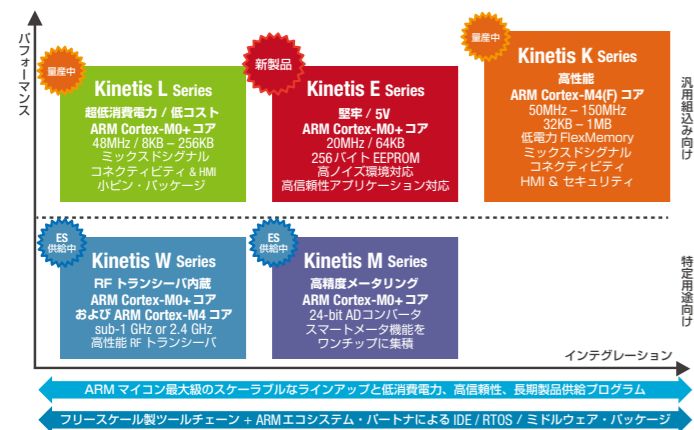 パフォーマンス
量産中
Kinetis L Series
超低消費電力 / 低コスト
ARM Cortex-M0+ コア
48MHz / 8KB – 256KB
ミックスドシグナル
コネクティビティ & HMI
小ピン・パッケージ
新製品
Kinetis E Series
堅牢 / 5V
ARM Cortex-M0+ コア
20MHz / 64KB
256 バイト EEPROM
高ノイズ環境対応
高信頼性アプリケーション対応
量産中
Kinetis K Series
高性能
ARM Cortex-M4(F) コア
50MHz – 150MHz
32KB – 1MB
低電力 FlexMemory
ミックスドシグナル
コネクティビティ
HMI & セキュリティ
汎用組込み向け
ES
供給中
Kinetis W Series
RF トランシーバ内蔵
ARM Cortex-M0+ コア
および ARM Cortex-M4 コア
sub-1 GHz or 2.4 GHz
高性能 RF トランシーバ
ES
供給中
Kinetis M Series
高精度メータリング
ARM Cortex-M0+ コア
24-bit ADコンバータ
スマートメータ機能を
ワンチップに集積
特定用途向け
インテグレーション
ARM マイコン最大級のスケーラブルなラインアップと低消費電力、高信頼性、長期製品供給プログラム
フリースケール製ツールチェーン + ARMエコシステム・パートナによる IDE / RTOS / ミドルウェア・パッケージ